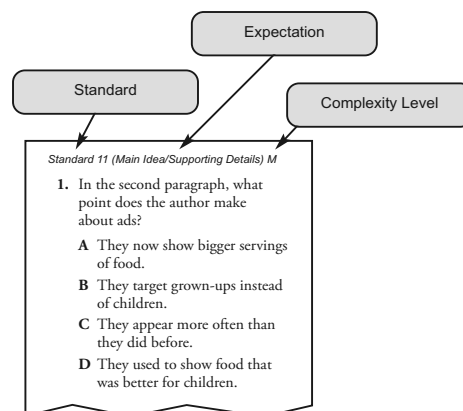 Expectation
Standard
Complexity Level
Standard 11 (Main Idea/Supporting Details) M
1. In the second paragraph, what
point does the author make
about ads?
A They now show bigger servings
of food.
B They target grown-ups instead
of children.
C They appear more often than
they did before.
D They used to show food that
was better for children.